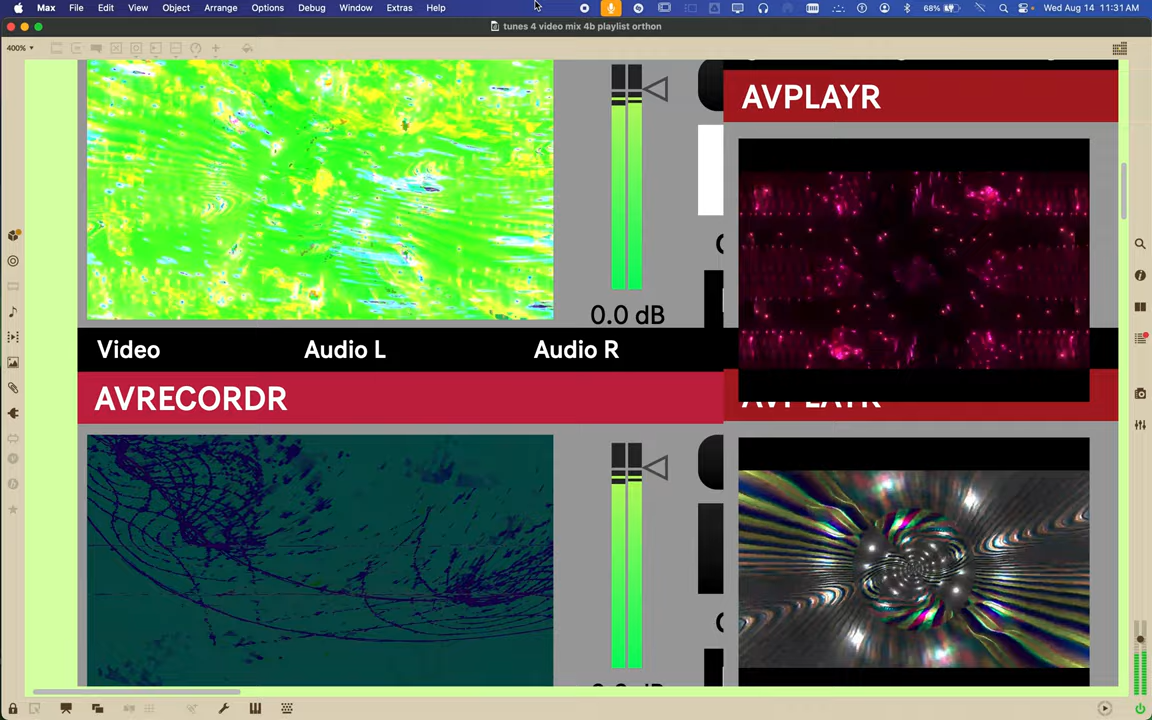 Max File Edit View Object Arrange Options Debug Window Extras Help 68% Wed Aug 14 11:31 AM
tunes 4 video mix 4b playlist orthon
400%
AVPLAYR
0.0 dB
Video Audio L Audio R
AVRECORDR
AVPLAYR